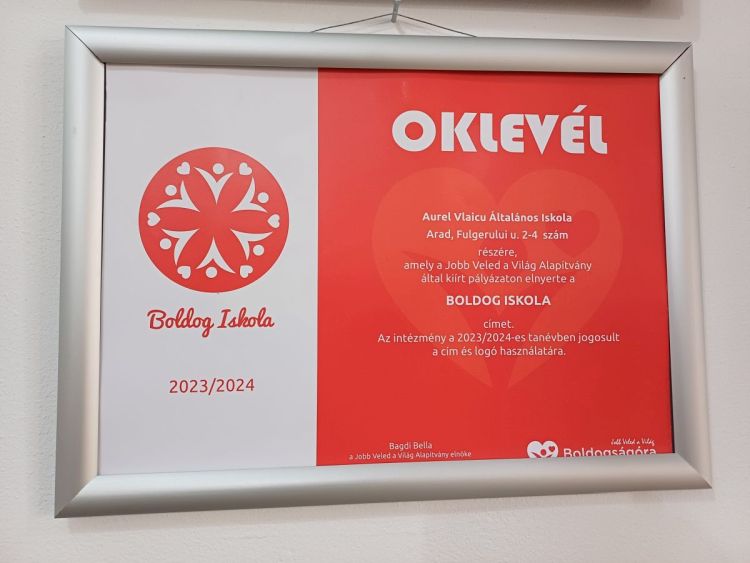 Boldog Iskola
2023/2024
OKLEVÉL
Aurel Vlaicu Általános Iskola
Arad, Fulgerului u. 2-4 szám
részére,
amely a Jobb Veled a Világ Alapítvány
által kiírt pályázaton elnyerte a
BOLDOG ISKOLA
címet.
Az intézmény a 2023/2024-es tanévben jogosult
a cím és logó használatára.
Bagdi Bella
a Jobb Veled a Világ Alapítvány elnöke
Jobb Veled a Világ
Boldogságóra